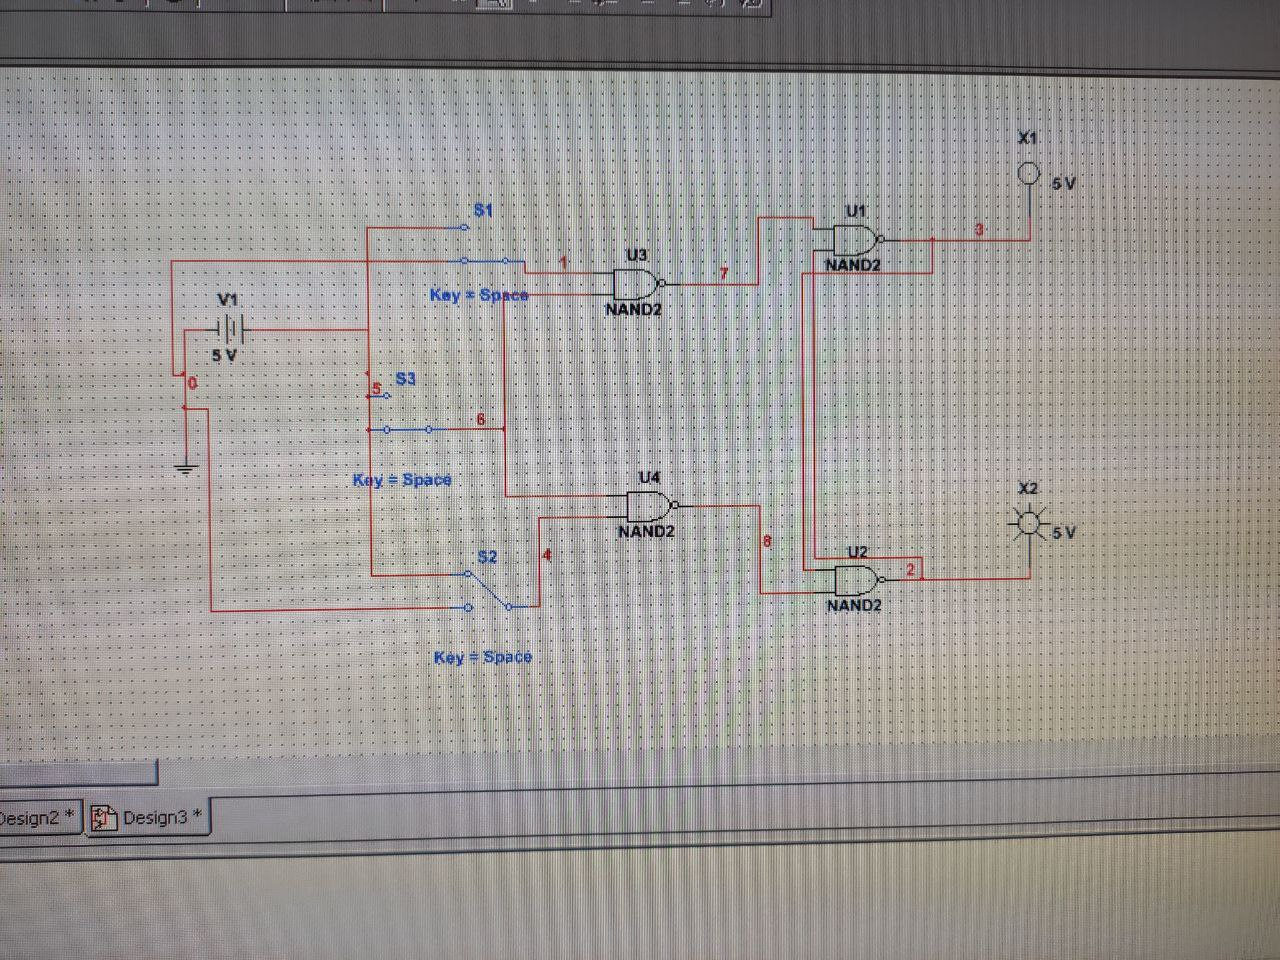 X1
5 V
S1
U1
3
U3
1
NAND2
7
Key = Space
V1
NAND2
5 V
0
5
S3
6
Key = Space
U4
X2
NAND2
5 V
8
S2
4
U2
2
NAND2
Key = Space
Design2 *
Design3 *